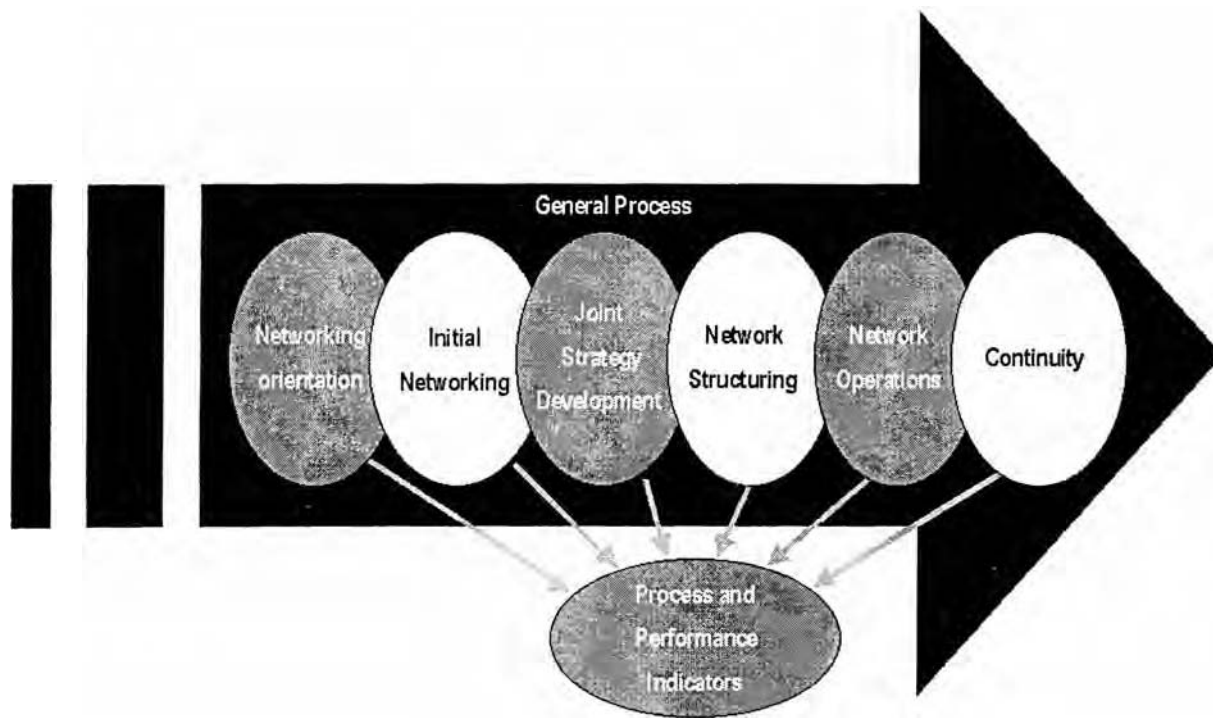 General Process
Networking
orientation
Initial
Networking
Joint
Strategy
Development
Network
Structuring
Network
Operations
Continuity
Process and
Performance
Indicators